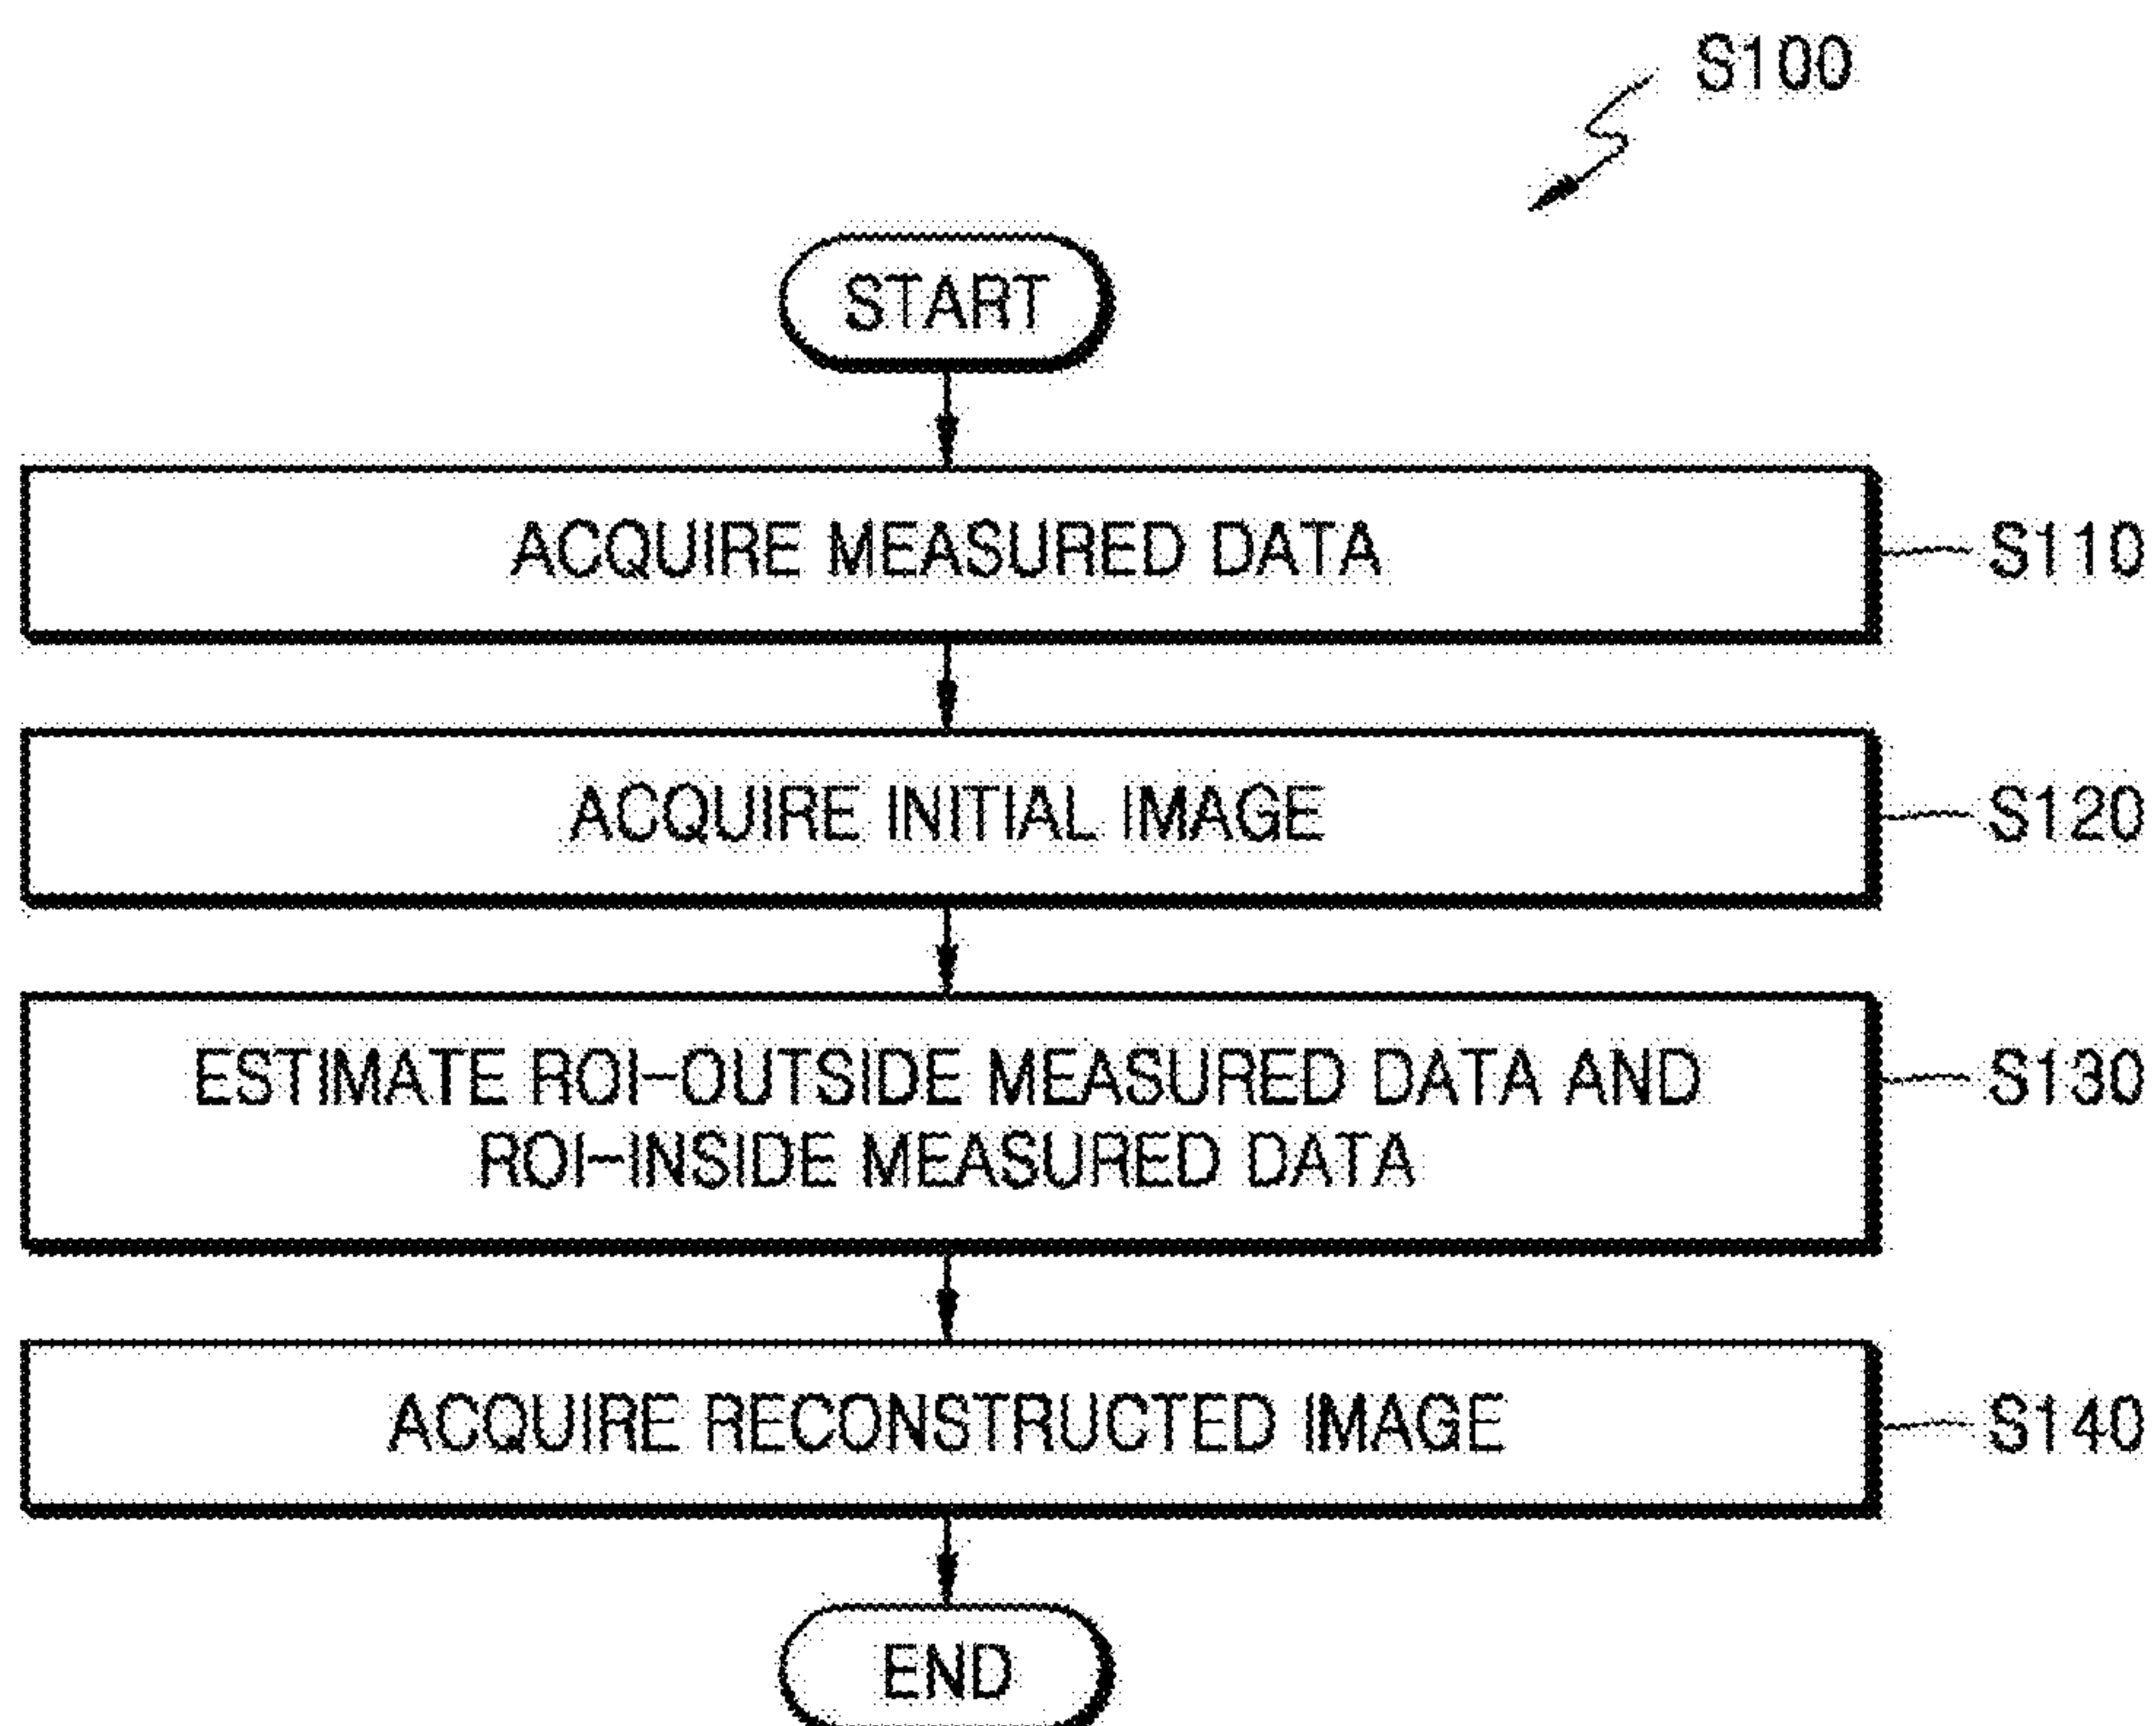 S100
START
ACQUIRE MEASURED DATA
S110
ACQUIRE INITIAL IMAGE
S120
ESTIMATE ROI-OUTSIDE MEASURED DATA AND
ROI-INSIDE MEASURED DATA
S130
ACQUIRE RECONSTRUCTED IMAGE
S140
END